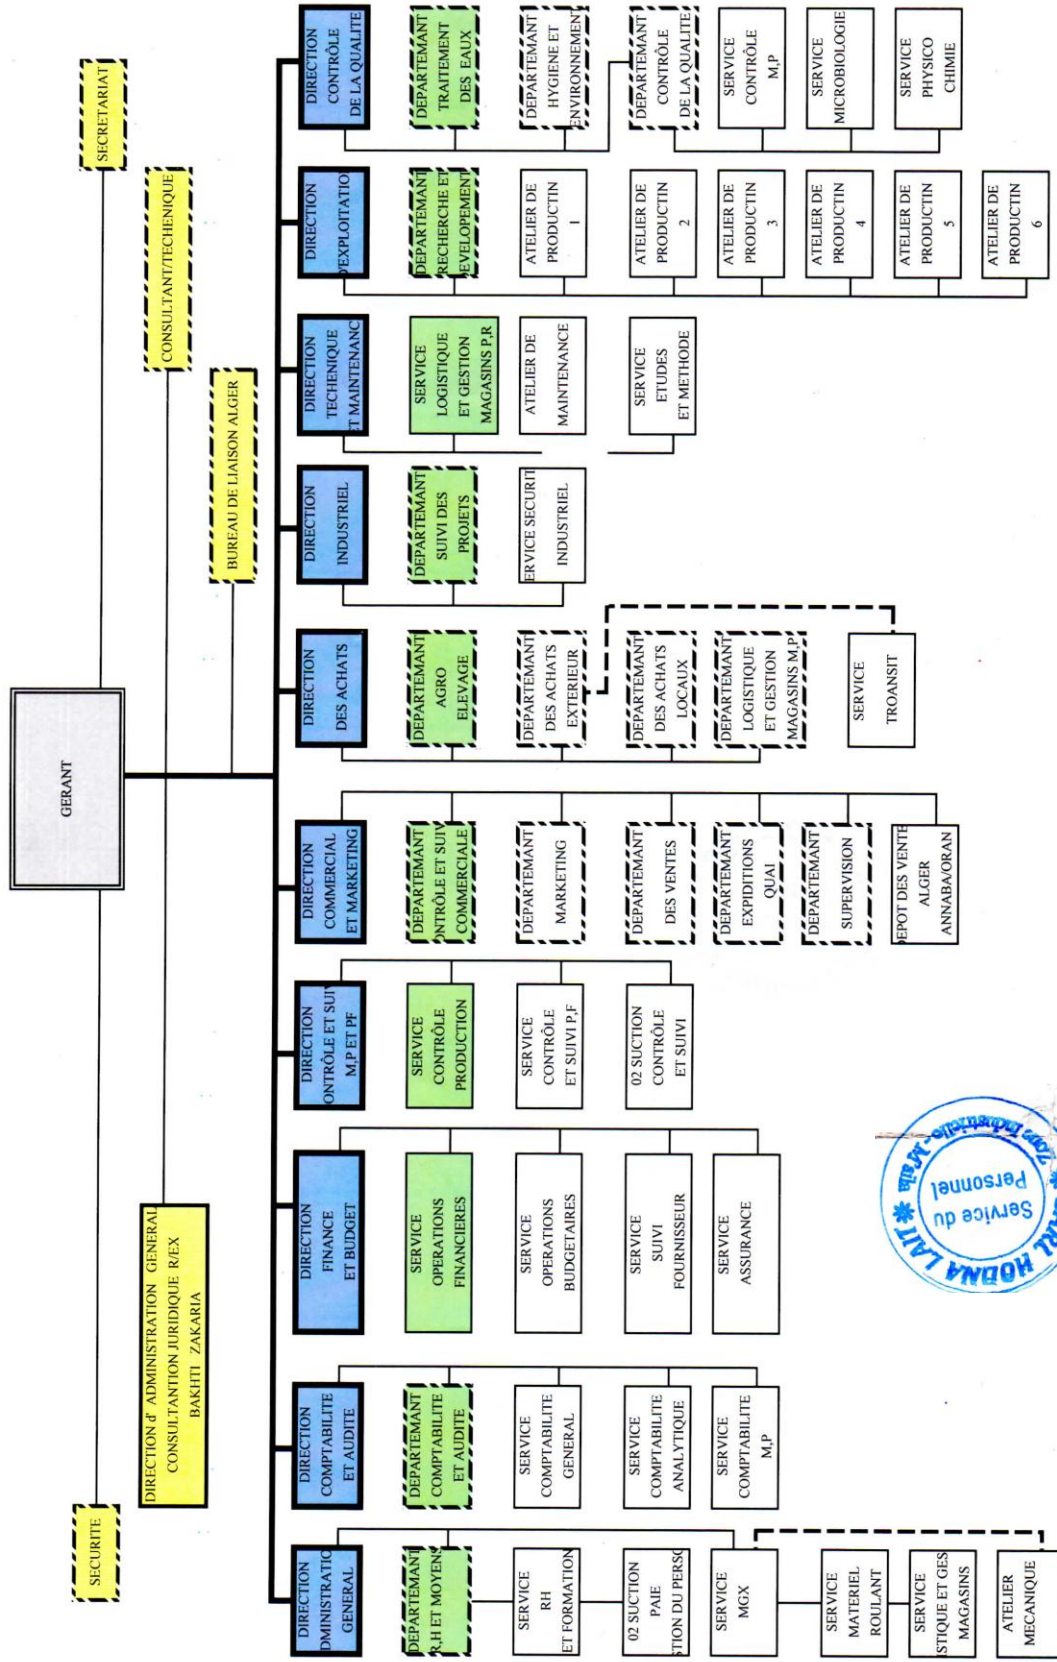 GERANT
SECURITE
SECRETARIAT
DIRECTION d' ADMINISTRATION GENERAL
CONSULTANTION JURIDIQUE R/EX
BAKHTI ZAKARIA
CONSULTANT/TECHENIQUE
BUREAU DE LIAISON ALGER
DIRECTION
DMINISTRATIO
GENERAL
DEPARTEMANT
R,H ET MOYENS
SERVICE
RH
ET FORMATION
02 SUCTION
PAIE
STION DU PERSO
SERVICE
MGX
SERVICE
MATERIEL
ROULANT
SERVICE
ISTIQUE ET GES
MAGASINS
ATELIER
MECANIQUE
DIRECTION
COMPTABILITE
ET AUDITE
DEPARTEMANT
COMPTABILITE
ET AUDITE
SERVICE
COMPTABILITE
GENERAL
SERVICE
COMPTABILITE
ANALYTIQUE
SERVICE
COMPTABILITE
M,P
DIRECTION
FINANCE
ET BUDGET
SERVICE
OPERATIONS
FINANCIERES
SERVICE
OPERATIONS
BUDGETAIRES
SERVICE
SUIVI
FOURNISSEUR
SERVICE
ASSURANCE
DIRECTION
ONTRÔLE ET SUIV
M,P ET PF
SERVICE
CONTRÔLE
PRODUCTION
SERVICE
CONTRÔLE
ET SUIVI P,F
02 SUCTION
CONTRÔLE
ET SUIVI
DIRECTION
COMMERCIAL
ET MARKETING
DEPARTEMANT
ONTRÔLE ET SUIV
COMMERCIALE
DEPARTEMANT
MARKETING
DEPARTEMANT
DES VENTES
DEPARTEMANT
EXPIDITIONS
QUAI
DEPARTEMANT
SUPERVISION
DEPOT DES VENTE
ALGER
ANNABA/ORAN
DIRECTION
DES ACHATS
DEPARTEMANT
AGRO
ELEVAGE
DEPARTEMANT
DES ACHATS
EXTERIEUR
DEPARTEMANT
DES ACHATS
LOCAUX
DEPARTEMANT
LOGISTIQUE
ET GESTION
MAGASINS M,P
SERVICE
TROANSIT
DIRECTION
INDUSTRIEL
DEPARTEMANT
SUIVI DES
PROJETS
ERVICE SECURIT
INDUSTRIEL
DIRECTION
TECHENIQUE
ET MAINTENANC
SERVICE
LOGISTIQUE
ET GESTION
MAGASINS P,R
ATELIER DE
MAINTENANCE
SERVICE
ETUDES
ET METHODE
DIRECTION
D'EXPLOITATIO
DEPARTEMANT
RECHERCHE ET
EVELOPEMENT
ATELIER DE
PRODUCTIN
1
ATELIER DE
PRODUCTIN
2
ATELIER DE
PRODUCTIN
3
ATELIER DE
PRODUCTIN
4
ATELIER DE
PRODUCTIN
5
ATELIER DE
PRODUCTIN
6
DIRECTION
CONTRÔLE
DE LA QUALITE
DEPARTEMANT
TRAITEMENT
DES EAUX
DEPARTEMANT
HYGIENE ET
ENVIRONNEMENT
DEPARTEMANT
CONTRÔLE
DE LA QUALITE
SERVICE
CONTRÔLE
M,P
SERVICE
MICROBIOLOGIE
SERVICE
PHYSICO
CHIMIE
HODNA LAIT
Zone Industrielle - M'sila
Service du
Personnel